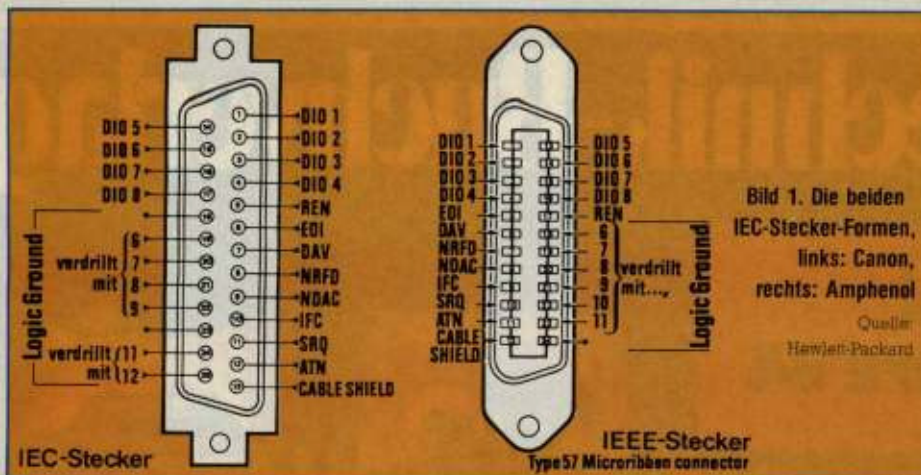 DIO 5
DIO 6
DIO 7
DIO 8
6
verdrillt 7
mit 8
9
verdrillt 11
mit 12
Logic Ground
DIO 1
DIO 2
DIO 3
DIO 4
REN
EOI
DAV
NRFD
NDAC
IFC
SRQ
ATN
CABLE SHIELD
IEC-Stecker
DIO 1
DIO 2
DIO 3
DIO 4
EOI
DAV
NRFD
NDAC
IFC
SRQ
ATN
CABLE
SHIELD
DIO 5
DIO 6
DIO 7
DIO 8
REN
6
7
8 verdrillt
9 mit...,
10
11
Logic Ground
IEEE-Stecker
Type 57 Microribben connector
Bild 1. Die beiden
IEC-Stecker-Formen,
links: Canon,
rechts: Amphenol
Quelle:
Hewlett-Packard